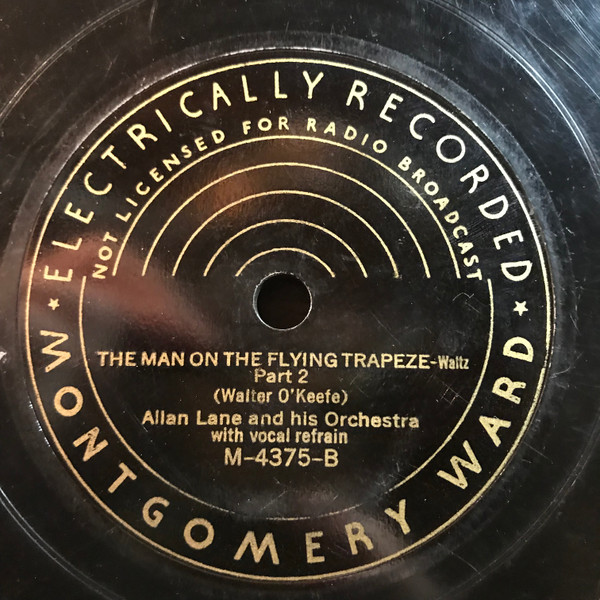 ★ ELECTRICALLY RECORDED ★
NOT LICENSED FOR RADIO BROADCAST
THE MAN ON THE FLYING TRAPEZE-Waltz
Part 2
(Walter O'Keefe)
Allan Lane and his Orchestra
with vocal refrain
M-4375-B
MONTGOMERY WARD